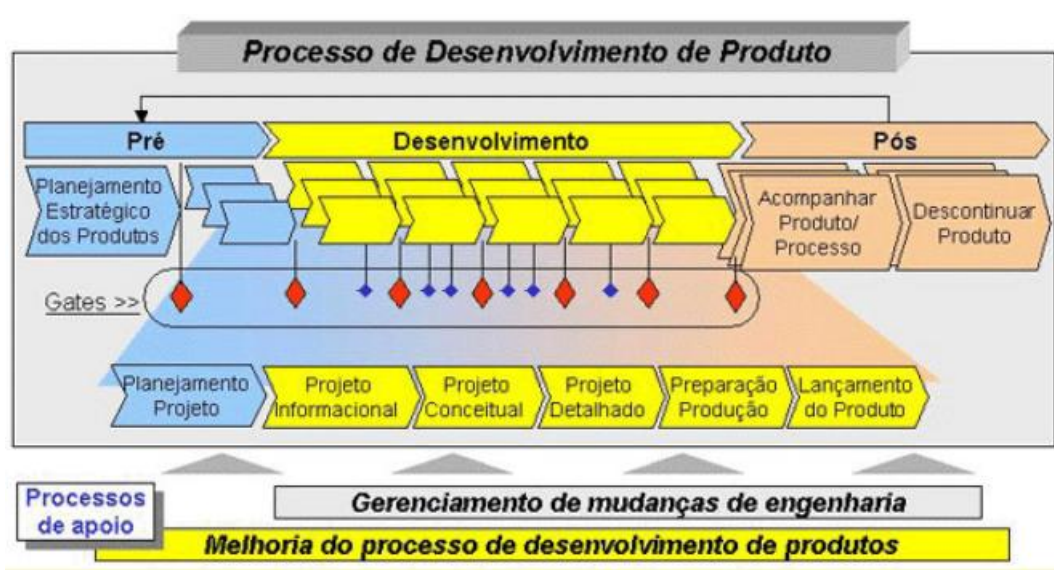 Processo de Desenvolvimento de Produto
Pré
Desenvolvimento
Pós
Planejamento
Estratégico
dos Produtos
Acompanhar
Produto/
Processo
Descontinuar
Produto
Gates >>
Planejamento
Projeto
Projeto
Informacional
Projeto
Conceitual
Projeto
Detalhado
Preparação
Produção
Lançamento
do Produto
Processos
de apoio
Gerenciamento de mudanças de engenharia
Melhoria do processo de desenvolvimento de produtos